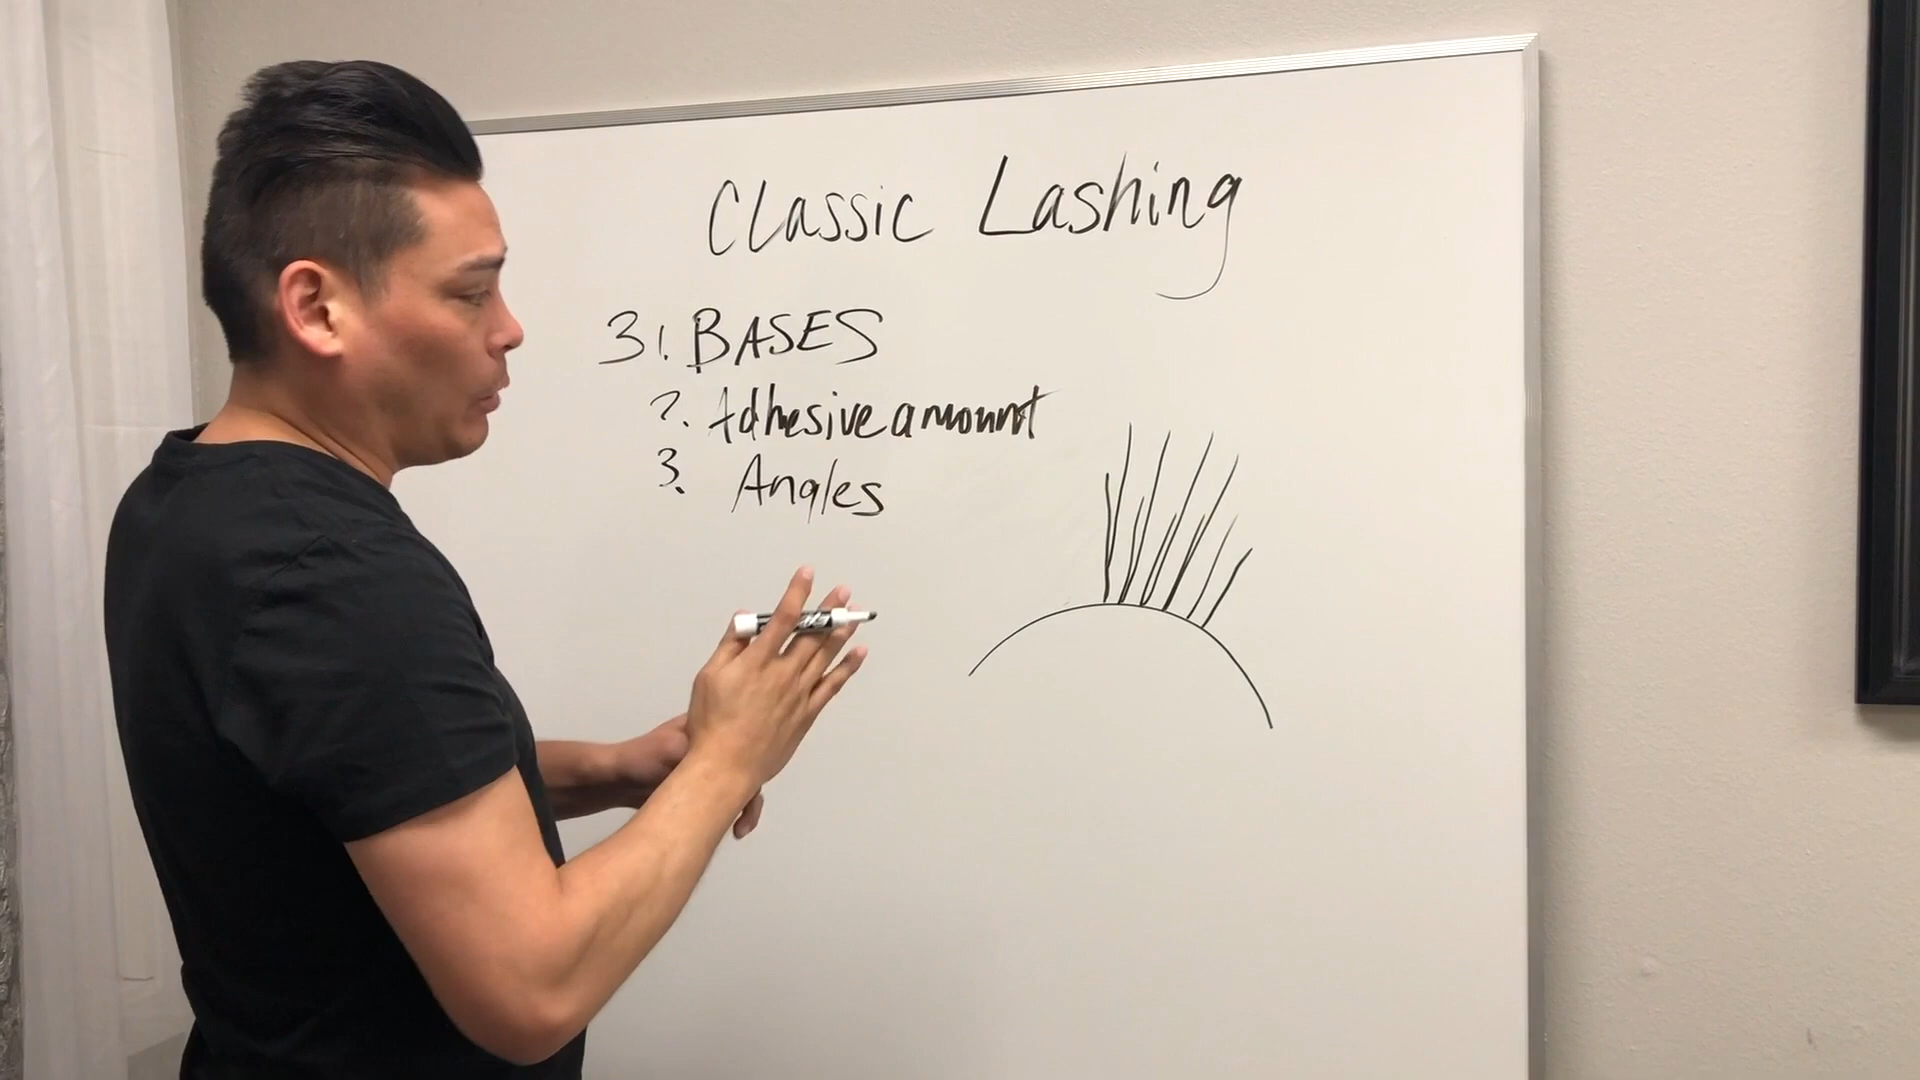 Classic Lashing
3 1. BASES
2. Adhesive amount
3. Angles